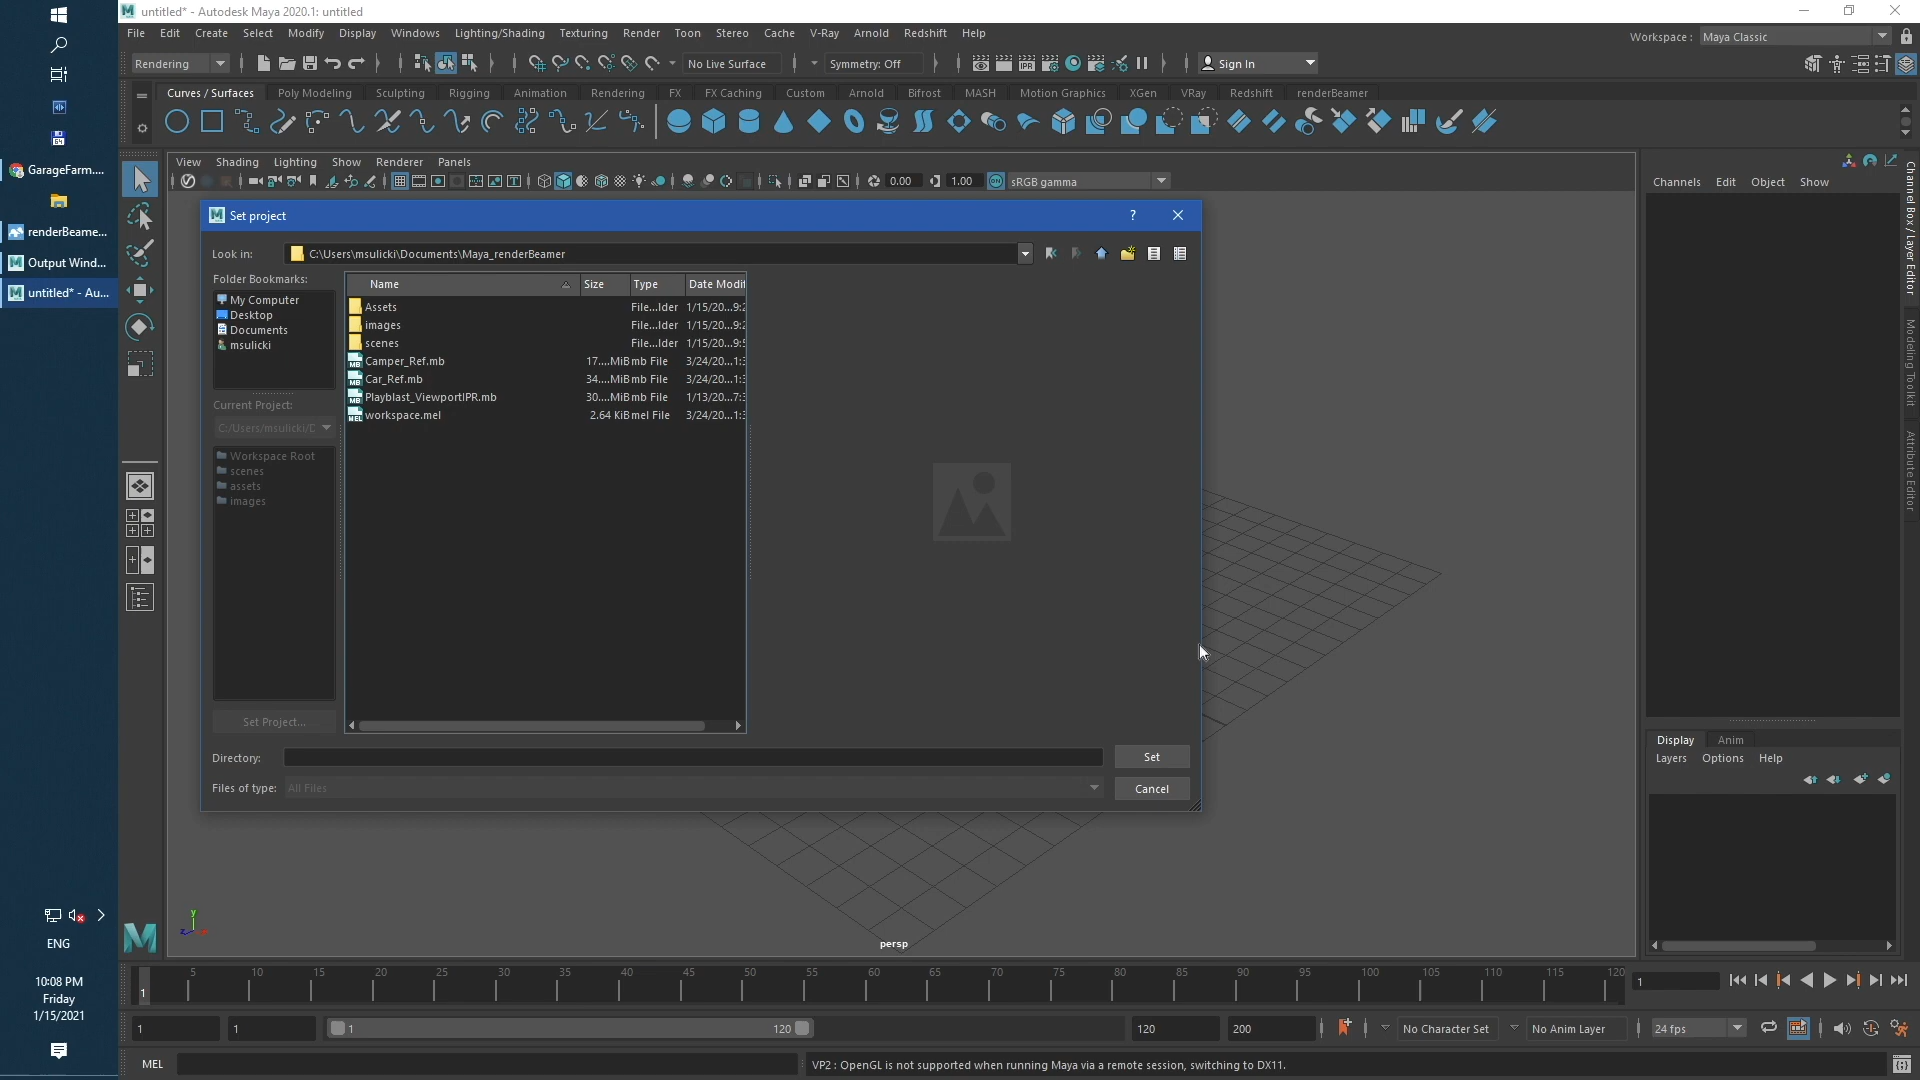 untitled* - Autodesk Maya 2020.1: untitled
File Edit Create Select Modify Display Windows Lighting/Shading Texturing Render Toon Stereo Cache V-Ray Arnold Redshift Help
Workspace : Maya Classic
Rendering
No Live Surface
Symmetry: Off
Sign In
Curves / Surfaces Poly Modeling Sculpting Rigging Animation Rendering FX FX Caching Custom Arnold Bifrost MASH Motion Graphics XGen VRay Redshift renderBeamer
View Shading Lighting Show Renderer Panels
0.00
1.00
sRGB gamma
GarageFarm....
renderBeame...
Output Wind...
untitled* - Au...
Set project
?
Look in:
C:\Users\msulicki\Documents\Maya_renderBeamer
Folder Bookmarks:
My Computer
Desktop
Documents
msulicki
Current Project:
C:/Users/msulicki/D
Workspace Root
scenes
assets
images
Set Project...
Name Size Type Date Modif
Assets File...lder 1/15/20...9:2
images File...lder 1/15/20...9:2
scenes File...lder 1/15/20...9:5
Camper_Ref.mb 17....MiB mb File 3/24/20...1:3
Car_Ref.mb 34....MiB mb File 3/24/20...1:3
Playblast_ViewportIPR.mb 30....MiB mb File 1/13/20...7:3
workspace.mel 2.64 KiB mel File 3/24/20...1:3
Directory:
Set
Files of type: All Files
Cancel
Channels Edit Object Show
Channel Box / Layer Editor
Modeling Toolkit
Attribute Editor
Display Anim
Layers Options Help
y
z
persp
ENG
10:08 PM
Friday
1/15/2021
1
5 10 15 20 25 30 35 40 45 50 55 60 65 70 75 80 85 90 95 100 105 110 115 120
1
1
1
1
120
120
200
No Character Set
No Anim Layer
24 fps
MEL
VP2 : OpenGL is not supported when running Maya via a remote session, switching to DX11.